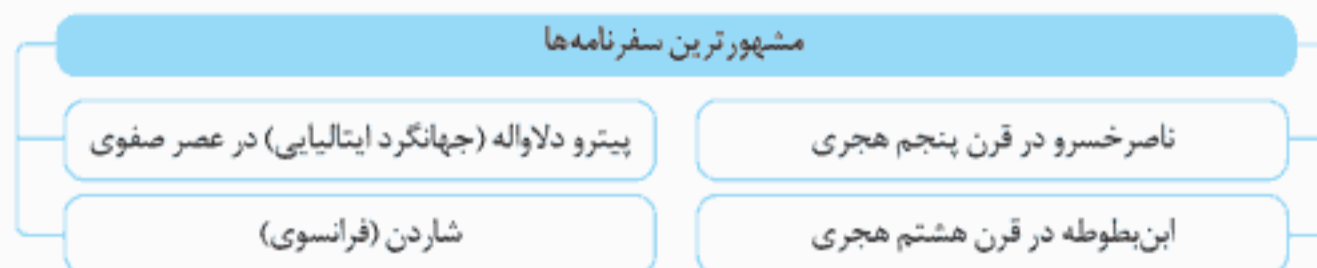 مشهورترین سفرنامه‌ها
ناصرخسرو در قرن پنجم هجری
پیترو دلاواله (جهانگرد ایتالیایی) در عصر صفوی
ابن‌بطوطه در قرن هشتم هجری
شاردن (فرانسوی)